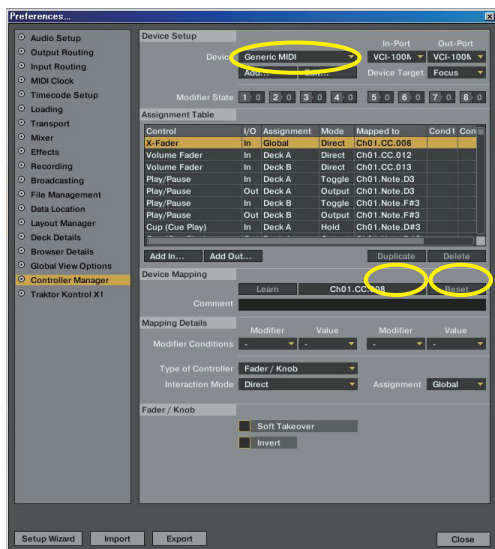 Preferences...
Audio Setup
Output Routing
Input Routing
MIDI Clock
Timecode Setup
Loading
Transport
Mixer
Effects
Recording
Broadcasting
File Management
Data Location
Layout Manager
Deck Details
Browser Details
Global View Options
Controller Manager
Traktor Kontrol X1
Device Setup
In-Port Out-Port
Device Generic MIDI VCI-100M VCI-100M
Add... Edit... Device Target Focus
Modifier State 1 0 2 0 3 0 4 0 5 0 6 0 7 0 8 0
Assignment Table
Control I/O Assignment Mode Mapped to Cond1 Con
X-Fader In Global Direct Ch01.CC.008
Volume Fader In Deck A Direct Ch01.CC.012
Volume Fader In Deck B Direct Ch01.CC.013
Play/Pause In Deck A Toggle Ch01.Note.D3
Play/Pause Out Deck A Output Ch01.Note.D3
Play/Pause In Deck B Toggle Ch01.Note.F#3
Play/Pause Out Deck B Output Ch01.Note.F#3
Cup (Cue Play) In Deck A Hold Ch01.Note.D#3
Add In... Add Out... Duplicate Delete
Device Mapping
Learn Ch01.CC.008 Reset
Comment
Mapping Details
Modifier Value Modifier Value
Modifier Conditions - - - -
Type of Controller Fader / Knob
Interaction Mode Direct Assignment Global
Fader / Knob
Soft Takeover
Invert
Setup Wizard Import Export Close